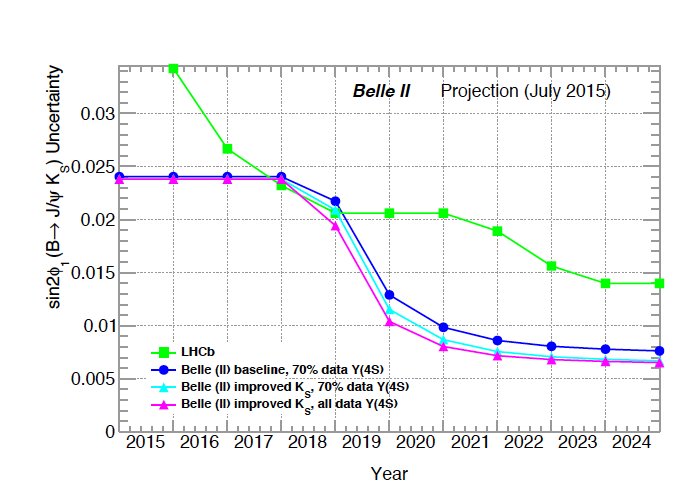 Belle II Projection (July 2015)
sin2ϕ1 (B→ J/ψ KS) Uncertainty
0.03
0.025
0.02
0.015
0.01
0.005
0
LHCb
Belle (II) baseline, 70% data Y(4S)
Belle (II) improved KS, 70% data Y(4S)
Belle (II) improved KS, all data Y(4S)
2015 2016 2017 2018 2019 2020 2021 2022 2023 2024
Year